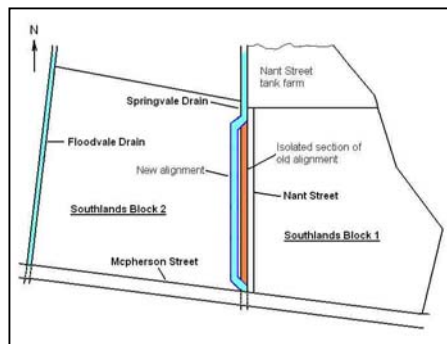 N
Nant Street
tank farm
Springvale Drain
Floodvale Drain
Isolated section of
old alignment
New alignment
Nant Street
Southlands Block 2
Southlands Block 1
Mcpherson Street